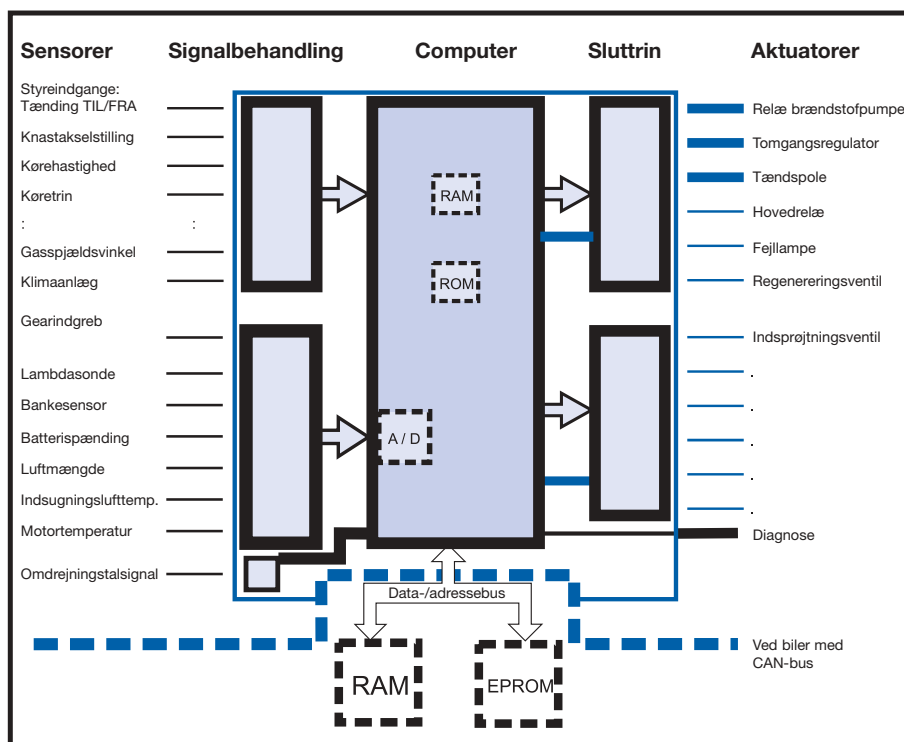 Sensorer
Signalbehandling
Computer
Sluttrin
Aktuatorer
Styreindgange:
Tænding TIL/FRA
Knastakselstilling
Kørehastighed
Køretrin
: :
Gasspjældsvinkel
Klimaanlæg
Gearindgreb
Lambdasonde
Bankesensor
Batterispænding
Luftmængde
Indsugningslufttemp.
Motortemperatur
Omdrejningstalsignal
RAM
ROM
A / D
Data-/adressebus
RAM
EPROM
Relæ brændstofpumpe
Tomgangsregulator
Tændspole
Hovedrelæ
Fejllampe
Regenereringsventil
Indsprøjtningsventil
.
.
.
.
.
Diagnose
Ved biler med
CAN-bus